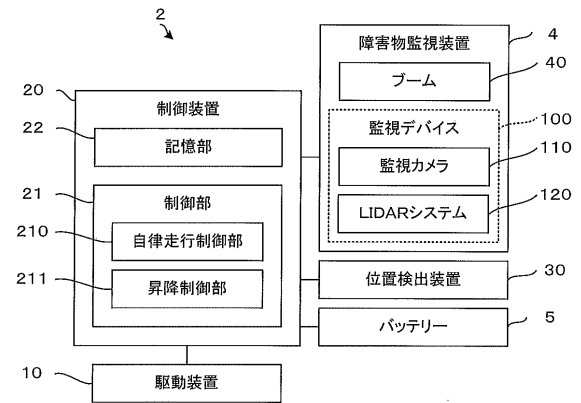 2
20
制御装置
22
記憶部
21
制御部
210
自律走行制御部
211
昇降制御部
10
駆動装置
障害物監視装置
4
ブーム
40
監視デバイス
100
監視カメラ
110
LIDARシステム
120
位置検出装置
30
バッテリー
5